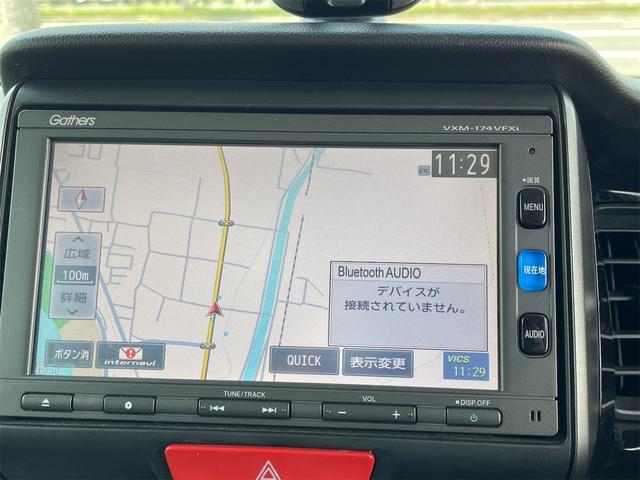 Gathers
VXM-174VFXi
ETC
11:29
●画質
MENU
広域
100m
詳細
現在地
Bluetooth AUDIO
デバイスが
接続されていません。
AUDIO
ボタン消
internavi
QUICK
表示変更
VICS
11:29
TUNE/TRACK
VOL
■DISP.OFF